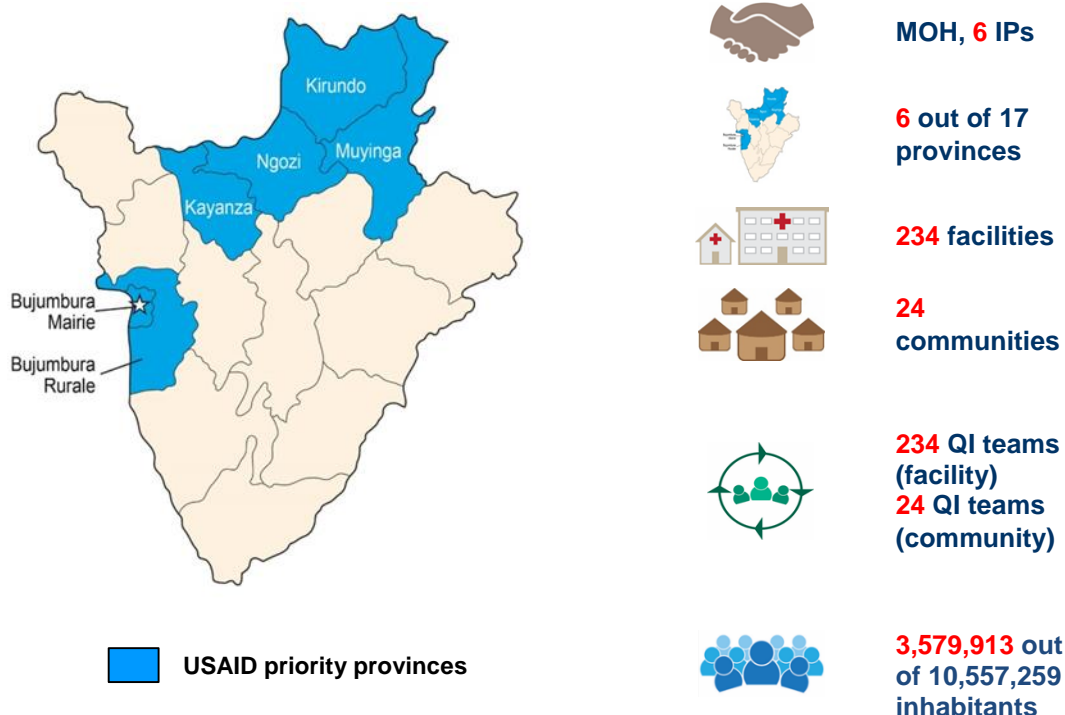 Kirundo
Ngozi
Muyinga
Kayanza
Bujumbura
Mairie
Bujumbura
Rurale
USAID priority provinces
MOH, 6 IPs
6 out of 17
provinces
234 facilities
24
communities
234 QI teams
(facility)
24 QI teams
(community)
3,579,913 out
of 10,557,259
inhabitants